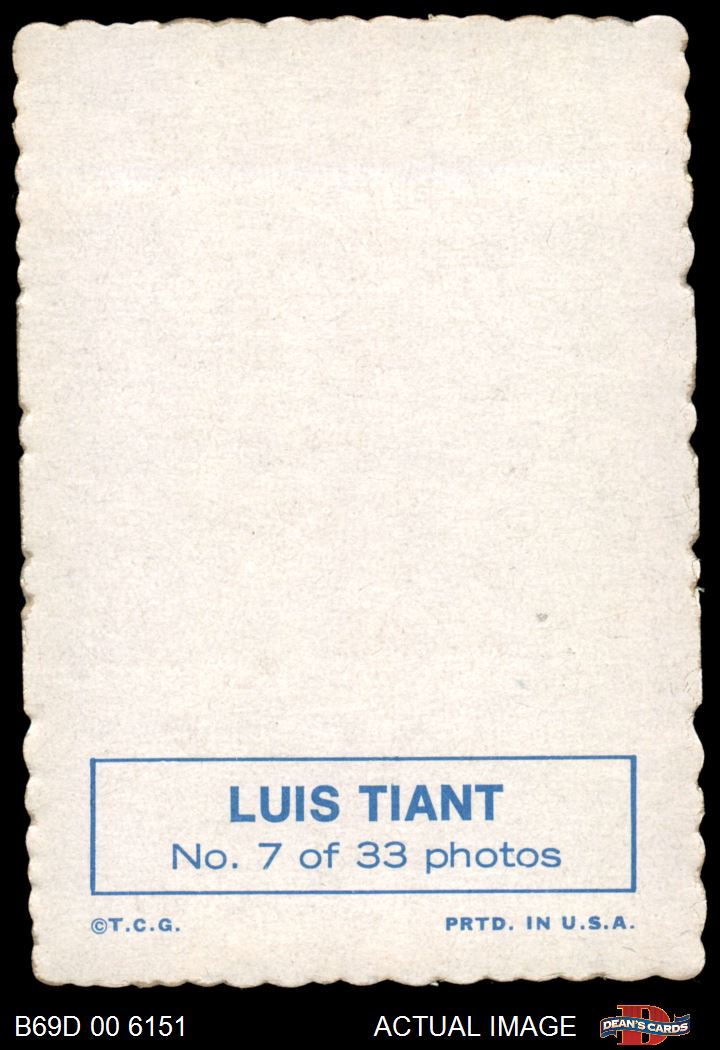 LUIS TIANT
No. 7 of 33 photos
©T.C.G. PRTD. IN U.S.A.
B69D 00 6151 ACTUAL IMAGE DEAN'S CARDS